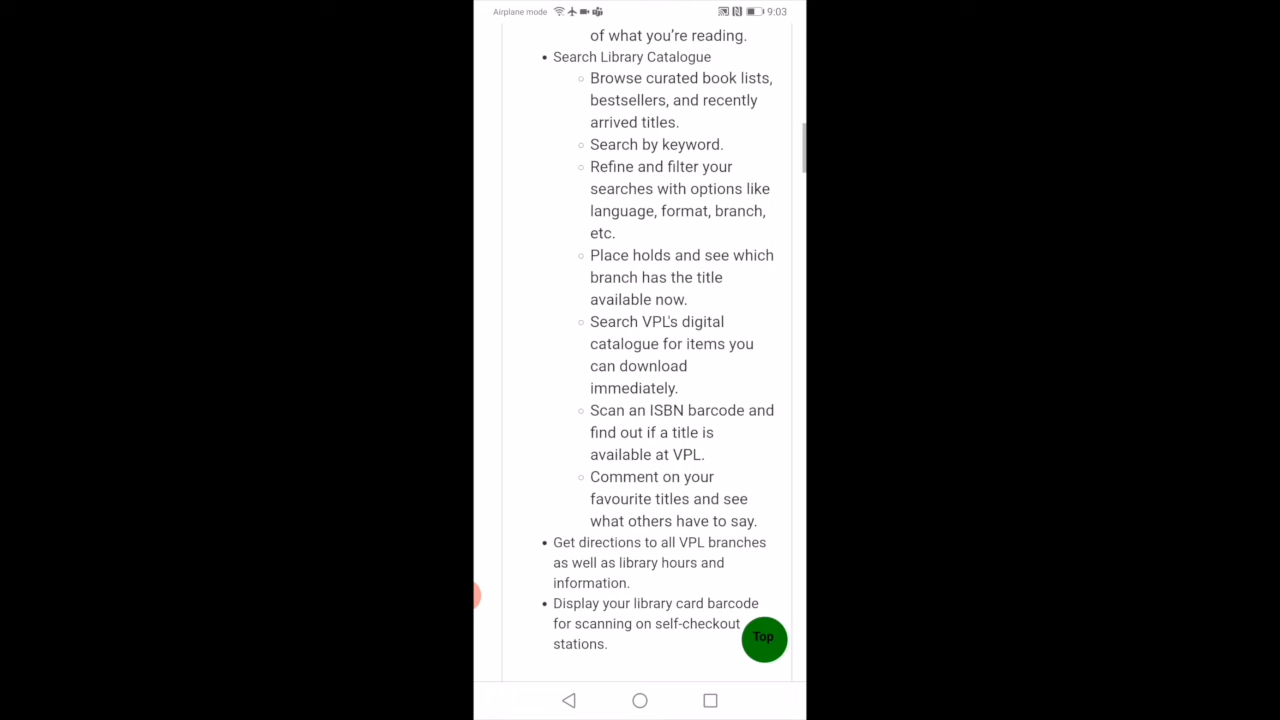 Airplane mode 9:03
of what you're reading.
Search Library Catalogue
Browse curated book lists,
bestsellers, and recently
arrived titles.
Search by keyword.
Refine and filter your
searches with options like
language, format, branch,
etc.
Place holds and see which
branch has the title
available now.
Search VPL's digital
catalogue for items you
can download
immediately.
Scan an ISBN barcode and
find out if a title is
available at VPL.
Comment on your
favourite titles and see
what others have to say.
Get directions to all VPL branches
as well as library hours and
information.
Display your library card barcode
for scanning on self-checkout
stations.
Top